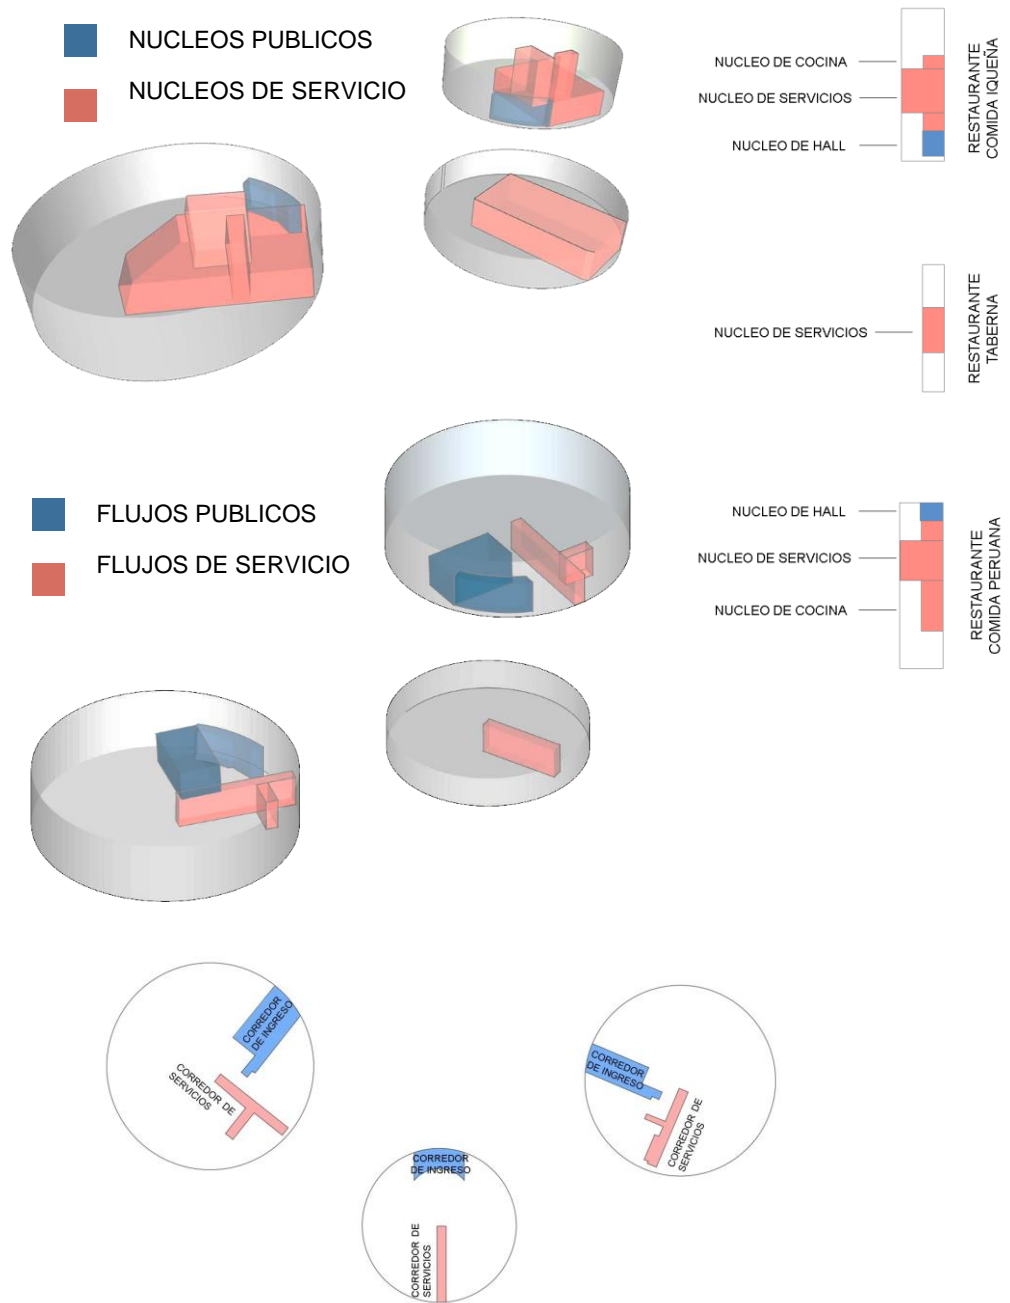 NUCLEOS PUBLICOS
NUCLEOS DE SERVICIO
NUCLEO DE COCINA
NUCLEO DE SERVICIOS
NUCLEO DE HALL
RESTAURANTE
COMIDA IQUEÑA
NUCLEO DE SERVICIOS
RESTAURANTE
TABERNA
FLUJOS PUBLICOS
FLUJOS DE SERVICIO
NUCLEO DE HALL
NUCLEO DE SERVICIOS
NUCLEO DE COCINA
RESTAURANTE
COMIDA PERUANA
CORREDOR
DE INGRESO
CORREDOR DE
SERVICIOS
CORREDOR
DE INGRESO
CORREDOR DE
SERVICIOS
CORREDOR
DE INGRESO
CORREDOR DE
SERVICIOS